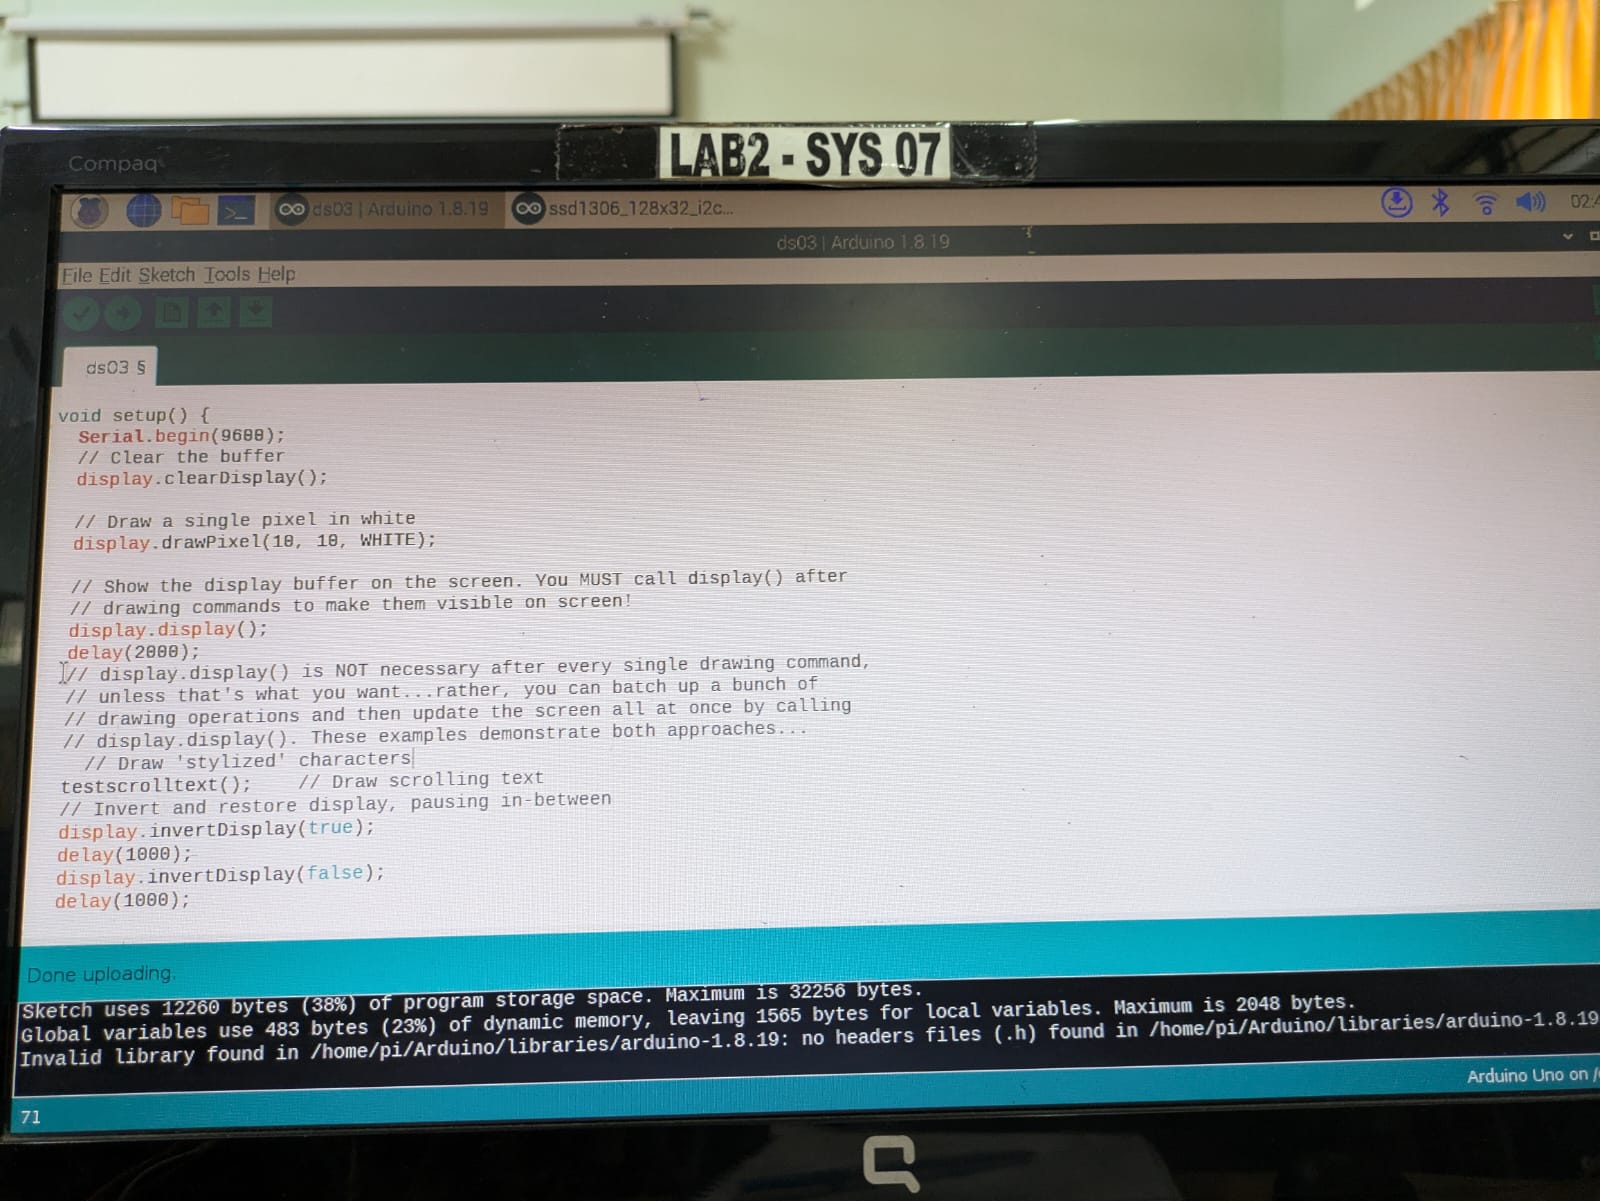 LAB2 - SYS 07
Compaq
ds03 | Arduino 1.8.19
ssd1306_128x32_i2c...
ds03 | Arduino 1.8.19
File Edit Sketch Tools Help
ds03 §
void setup() {
Serial.begin(9600);
// Clear the buffer
display.clearDisplay();
// Draw a single pixel in white
display.drawPixel(10, 10, WHITE);
// Show the display buffer on the screen. You MUST call display() after
// drawing commands to make them visible on screen!
display.display();
delay(2000);
// display.display() is NOT necessary after every single drawing command,
// unless that's what you want...rather, you can batch up a bunch of
// drawing operations and then update the screen all at once by calling
// display.display(). These examples demonstrate both approaches...
// Draw 'stylized' characters
testscrolltext();    // Draw scrolling text
// Invert and restore display, pausing in-between
display.invertDisplay(true);
delay(1000);
display.invertDisplay(false);
delay(1000);
Done uploading.
Sketch uses 12260 bytes (38%) of program storage space. Maximum is 32256 bytes.
Global variables use 483 bytes (23%) of dynamic memory, leaving 1565 bytes for local variables. Maximum is 2048 bytes.
Invalid library found in /home/pi/Arduino/libraries/arduino-1.8.19: no headers files (.h) found in /home/pi/Arduino/libraries/arduino-1.8.19
Arduino Uno on /
71